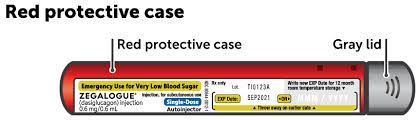 Red protective case
Red protective case
Gray lid
Emergency Use for Very Low Blood Sugar
ZEGALOGUE® Injection, for subcutaneous use
(dasiglucagon) injection
0.6 mg/0.6 mL
Single-Dose
Autoinjector
Rx only
Lot: TI0123A
EXP Date: SEP2021
<OR>
Write new EXP Date for 12 month
room temperature storage ▼
MMM / YYYY
▲ Throw away on earlier date ▲